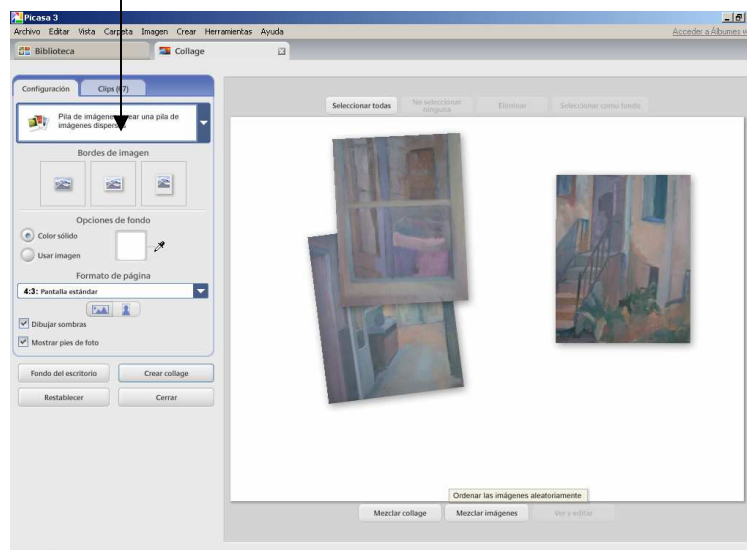 Picasa 3
Archivo Editar Vista Carpeta Imagen Crear Herramientas Ayuda
Acceder a Álbumes
Biblioteca
Collage
Configuración
Clips (67)
Pila de imágenes: crear una pila de
imágenes dispersas
Bordes de imagen
Opciones de fondo
Color sólido
Usar imagen
Formato de página
4:3: Pantalla estándar
Dibujar sombras
Mostrar pies de foto
Fondo del escritorio
Crear collage
Restablecer
Cerrar
Seleccionar todas
No seleccionar
ninguna
Eliminar
Seleccionar como fondo
Ordenar las imágenes aleatoriamente
Mezclar collage
Mezclar imágenes
Ver y editar